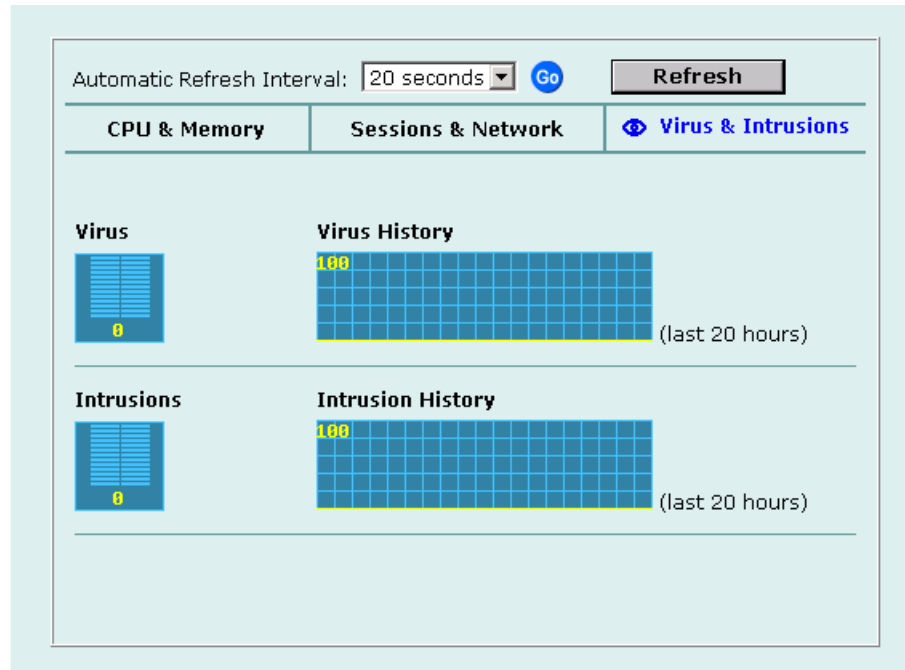 Automatic Refresh Interval: 20 seconds Go Refresh
CPU & Memory Sessions & Network Virus & Intrusions
Virus Virus History
100
0
(last 20 hours)
Intrusions Intrusion History
100
0
(last 20 hours)